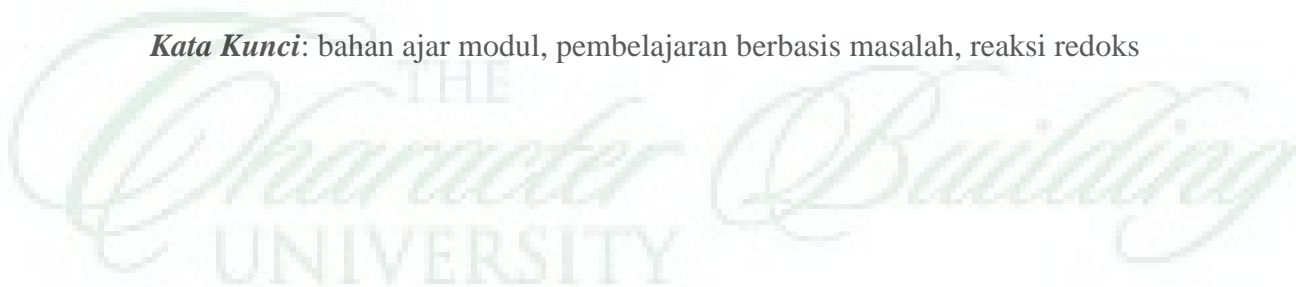 Kata Kunci: bahan ajar modul, pembelajaran berbasis masalah, reaksi redoks
THE
Character Building
UNIVERSITY